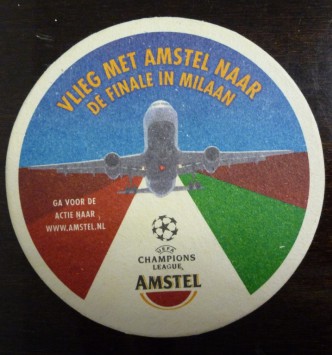 VLIEG MET AMSTEL NAAR
DE FINALE IN MILAAN
GA VOOR DE
ACTIE NAAR
WWW.AMSTEL.NL
UEFA
CHAMPIONS
LEAGUE
AMSTEL